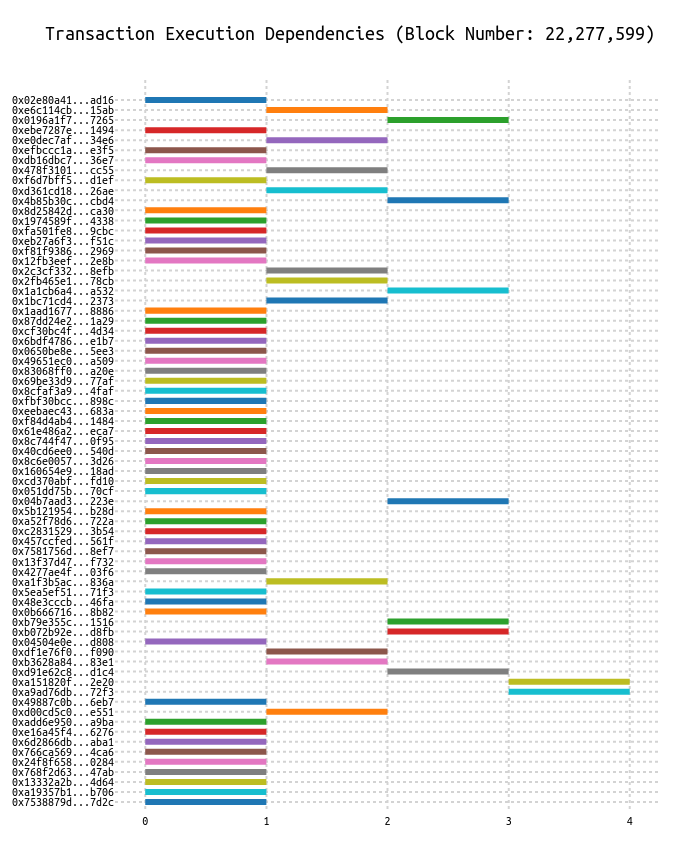 Transaction Execution Dependencies (Block Number: 22,277,599)
0x02e80a41...ad16
0xe6c114cb...15ab
0x0196a1f7...7265
0xebe7287e...1494
0xe0dec7af...34e6
0xefbccc1a...e3f5
0xdb16dbc7...36e7
0x478f3101...cc55
0xf6d7bff5...d1ef
0xd361cd18...26ae
0x4b85b30c...cbd4
0x8d25842d...ca30
0x1974589f...4338
0xfa501fe8...9cbc
0xeb27a6f3...f51c
0xf81f9386...2969
0x12fb3eef...2e8b
0x2c3cf332...8efb
0x2fb465e1...78cb
0x1a1cb6a4...a532
0x1bc71cd4...2373
0x1aad1677...8886
0x87dd24e2...1a29
0xcf30bc4f...4d34
0x6bdf4786...e1b7
0x0650be8e...5ee3
0x49651ec0...a509
0x83068ff0...a20e
0x69be33d9...77af
0x8cfaf3a9...4faf
0xfbf30bcc...898c
0xeebaec43...683a
0xf84d4ab4...1484
0x61e486a2...eca7
0x8c744f47...0f95
0x40cd6ee0...540d
0x8c6e0057...3d26
0x160654e9...18ad
0xcd370abf...fd10
0x051dd75b...70cf
0x04b7aad3...223e
0x5b121954...b28d
0xa52f78d6...722a
0xc2831529...3b54
0x457ccfed...561f
0x7581756d...8ef7
0x13f37d47...f732
0x4277ae4f...03f6
0xa1f3b5ac...836a
0x5ea5ef51...71f3
0x48e3cccb...46fa
0x0b666716...8b82
0xb79e355c...1516
0xb072b92e...d8fb
0x04504e0e...d808
0xdf1e76f0...f090
0xb3628a84...83e1
0xd91e62c8...d1c4
0xa151820f...2e20
0xa9ad76db...72f3
0x49887c0b...6eb7
0xd00cd5c0...e551
0xadd6e950...a9ba
0xe16a45f4...6276
0x6d2866db...aba1
0x766ca569...4ca6
0x24f8f658...0284
0x768f2d63...47ab
0x13332a2b...4d64
0xa19357b1...b706
0x7538879d...7d2c
0 1 2 3 4